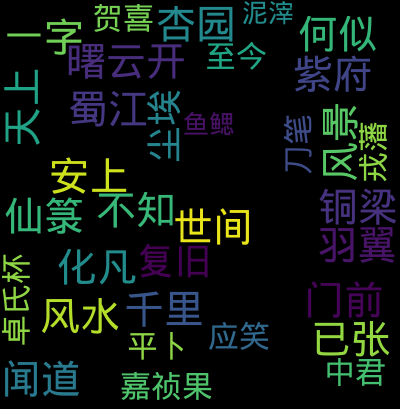 一字
贺喜
杏园
泥滓
何似
曙云开
至今
紫府
天上
蜀江
尘埃
鱼鳃
刀笔
风景
戎藩
安上
仙箓
不知
世间
铜梁
羽翼
化凡
复旧
卓氏杯
风水
千里
门前
平卜
应笑
已张
闻道
嘉祯果
中君